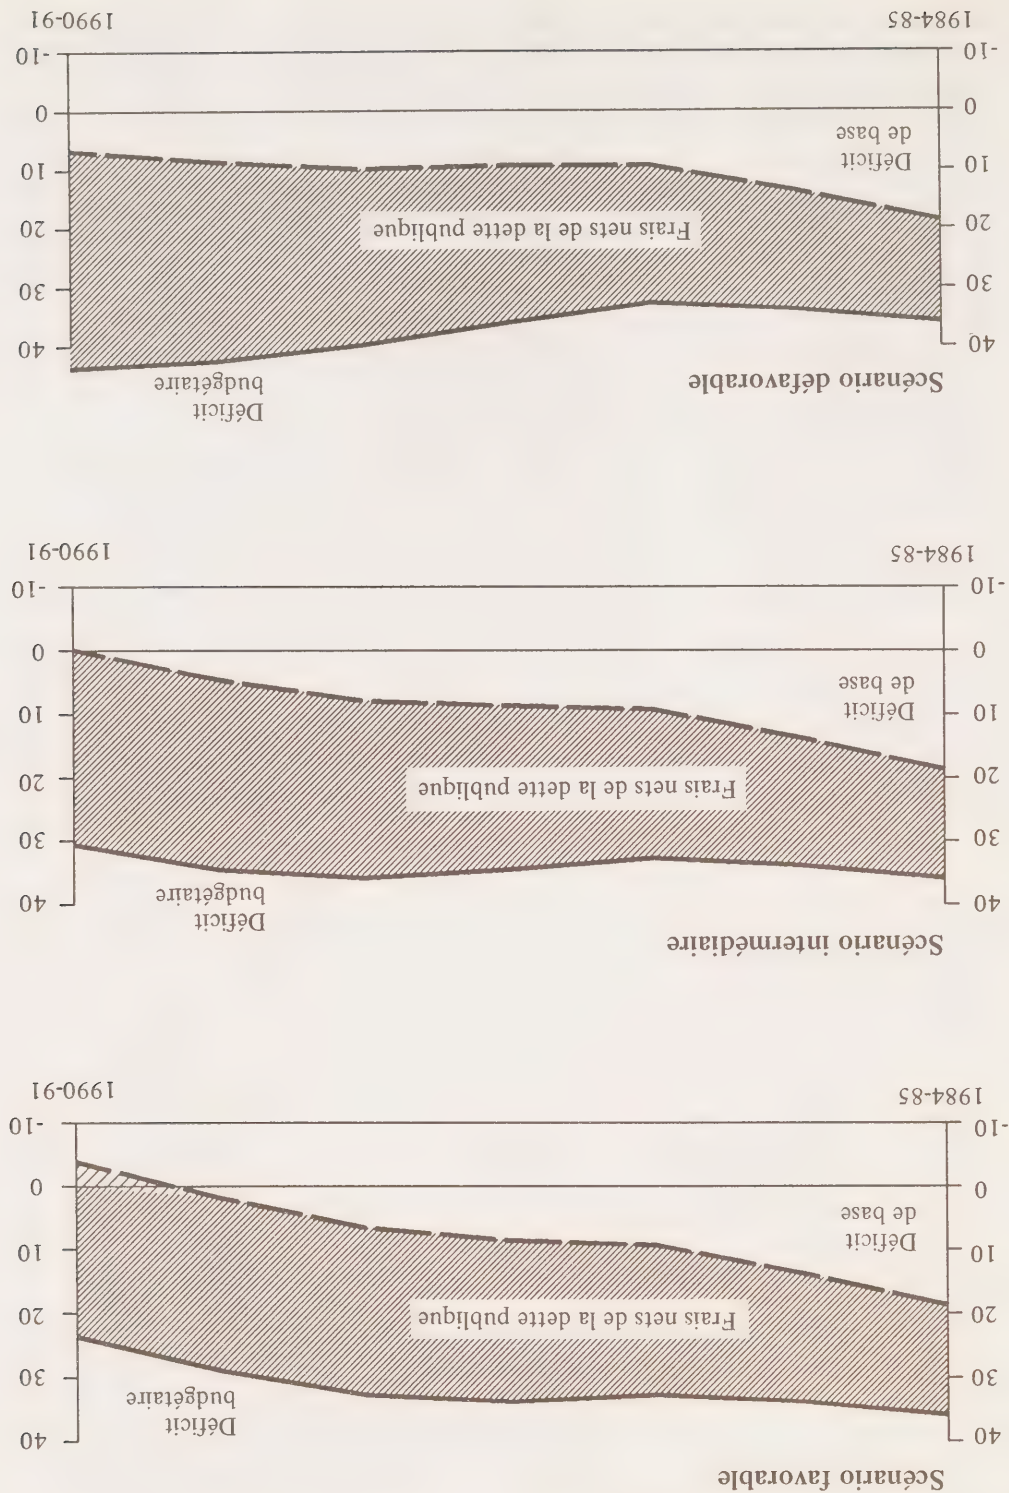 Scénario favorable
40 40
Déficit
budgétaire
30 30
Frais nets de la dette publique
20 20
10 10
Déficit
de base
0 0
-10 -10
1984-85 1990-91
Scénario intermédiaire
Déficit
budgétaire
40 40
30 30
Frais nets de la dette publique
20 20
10 10
Déficit
de base
0 0
-10 -10
1984-85 1990-91
Scénario défavorable
Déficit
budgétaire
40 40
30 30
Frais nets de la dette publique
20 20
10 10
Déficit
de base
0 0
-10 -10
1984-85 1990-91